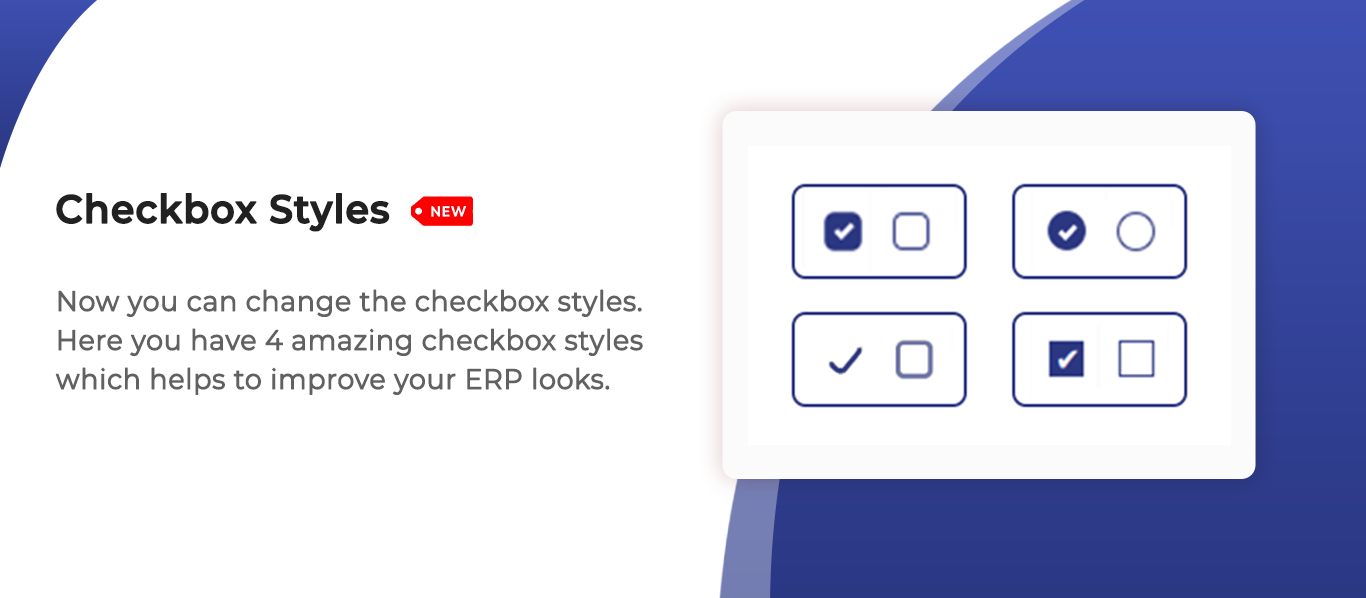 Checkbox Styles NEW
Now you can change the checkbox styles.
Here you have 4 amazing checkbox styles
which helps to improve your ERP looks.